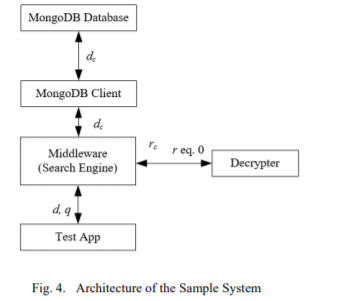 MongoDB Database
d_c
MongoDB Client
d_c
Middleware
(Search Engine)
r_c r eq. 0
Decrypter
d, q
Test App
Fig. 4. Architecture of the Sample System